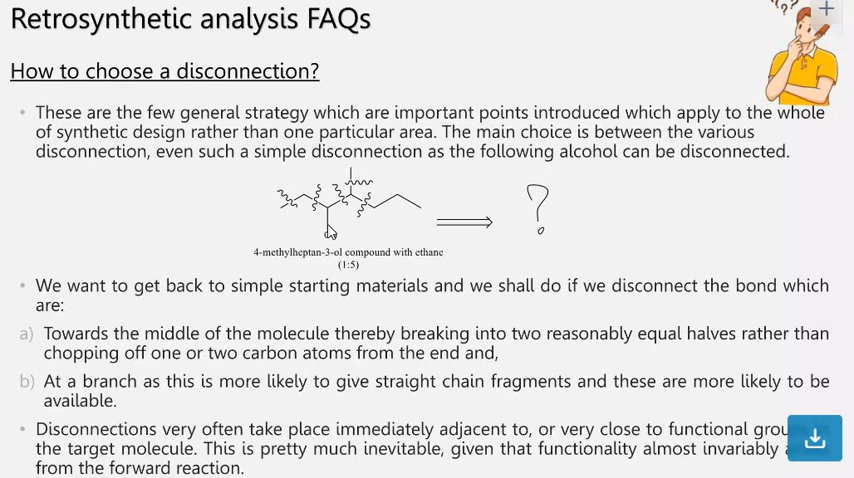 Retrosynthetic analysis FAQs
How to choose a disconnection?
• These are the few general strategy which are important points introduced which apply to the whole
of synthetic design rather than one particular area. The main choice is between the various
disconnection, even such a simple disconnection as the following alcohol can be disconnected.
?
4-methylheptan-3-ol compound with ethane
(1:5)
• We want to get back to simple starting materials and we shall do if we disconnect the bond which
are:
a) Towards the middle of the molecule thereby breaking into two reasonably equal halves rather than
chopping off one or two carbon atoms from the end and,
b) At a branch as this is more likely to give straight chain fragments and these are more likely to be
available.
• Disconnections very often take place immediately adjacent to, or very close to functional
the target molecule. This is pretty much inevitable, given that functionality almost invariably
from the forward reaction.